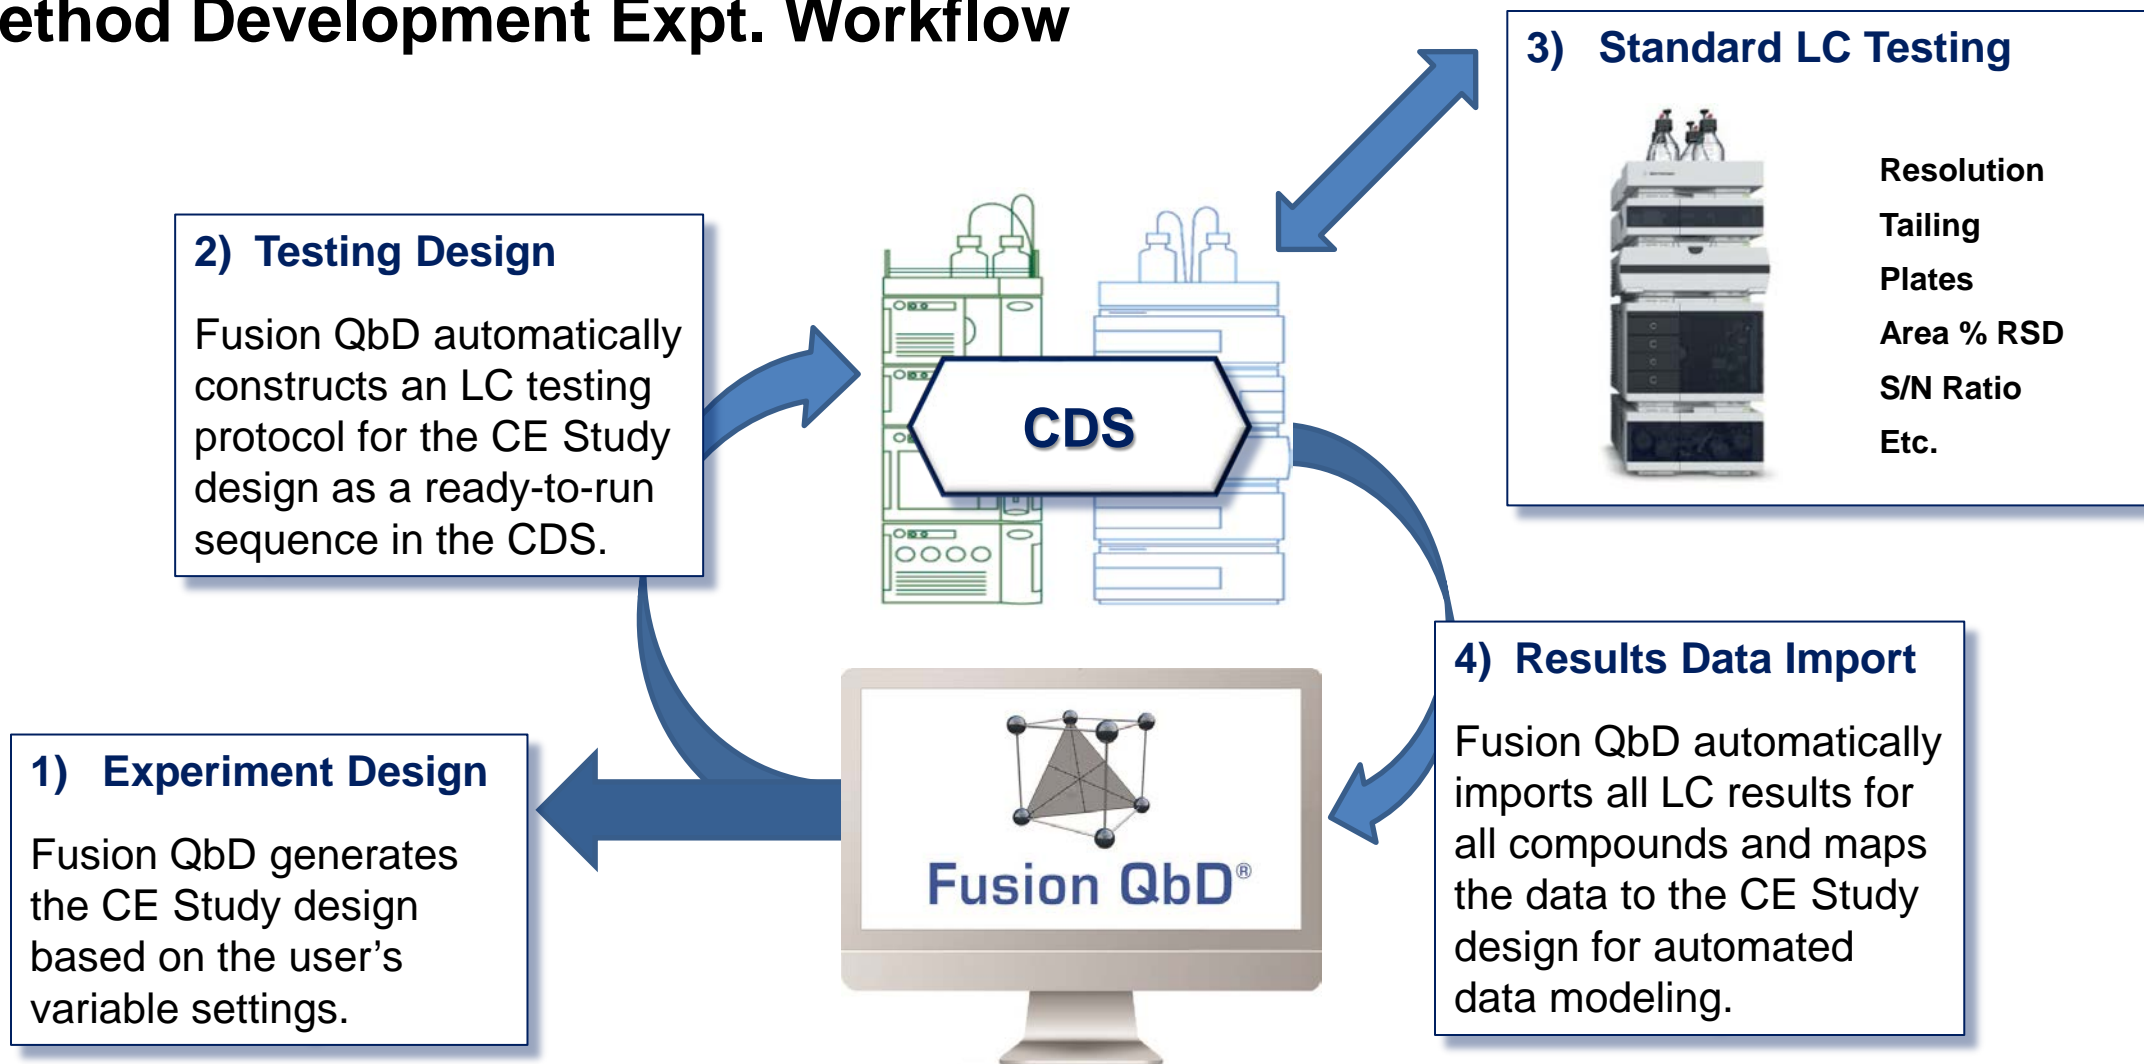 ethod Development Expt. Workflow
3) Standard LC Testing
Resolution
Tailing
Plates
Area % RSD
S/N Ratio
Etc.
2) Testing Design
Fusion QbD automatically
constructs an LC testing
protocol for the CE Study
design as a ready-to-run
sequence in the CDS.
CDS
4) Results Data Import
Fusion QbD automatically
imports all LC results for
all compounds and maps
the data to the CE Study
design for automated
data modeling.
1) Experiment Design
Fusion QbD generates
the CE Study design
based on the user’s
variable settings.
Fusion QbD®